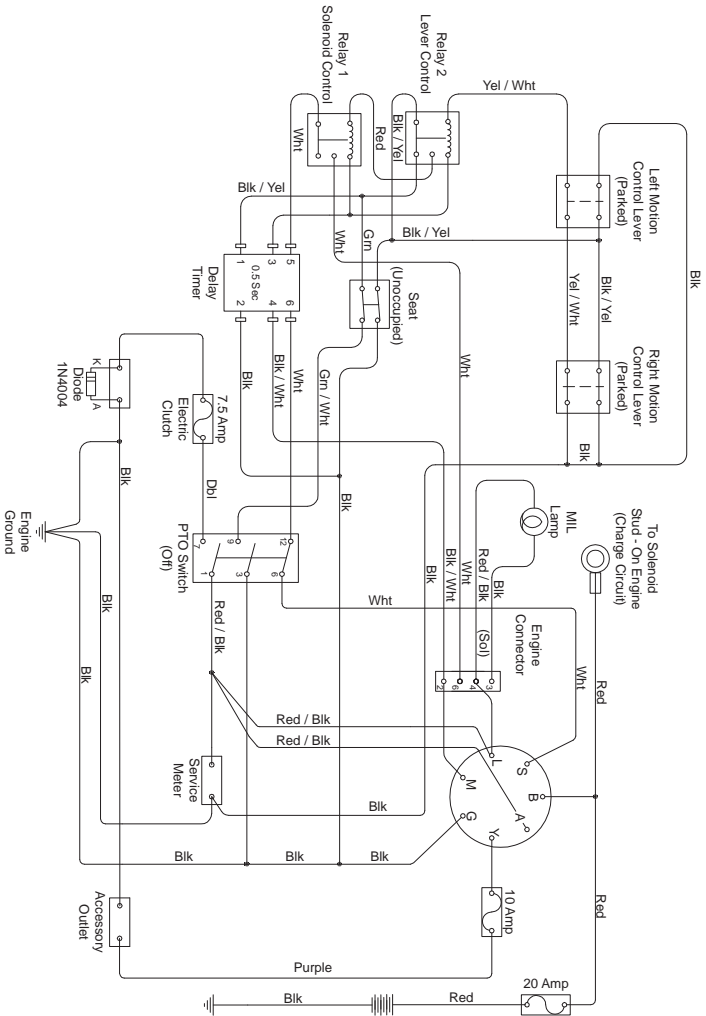 Relay 1
Solenoid Control
Relay 2
Lever Control
Yel / Wht
Left Motion
Control Lever
(Parked)
Blk
Wht
Red
Blk / Yel
Blk / Yel
Wht
Grn
Blk / Yel
Yel / Wht
Blk / Yel
1
3
5
0.5 Sec
2
4
6
Delay
Timer
Seat
(Unoccupied)
Right Motion
Control Lever
(Parked)
K
A
Diode
1N4004
7.5 Amp
Electric
Clutch
Blk
Blk / Wht
Wht
Grn / Wht
Wht
Blk
Blk
Dbl
Blk
Engine
Ground
7
9
12
1
3
6
PTO Switch
(Off)
MIL
Lamp
To Solenoid
Stud - On Engine
(Charge Circuit)
Blk
Blk / Wht
Wht
Red / Blk
Blk
(Sol)
Engine
Connector
Wht
Red / Blk
2
6
4
3
Blk
Blk
Wht
Red
Red / Blk
Red / Blk
L
S
B
A
M
G
Y
Service
Meter
Blk
Blk
Blk
Blk
Accessory
Outlet
10 Amp
Red
Purple
20 Amp
Blk
Red